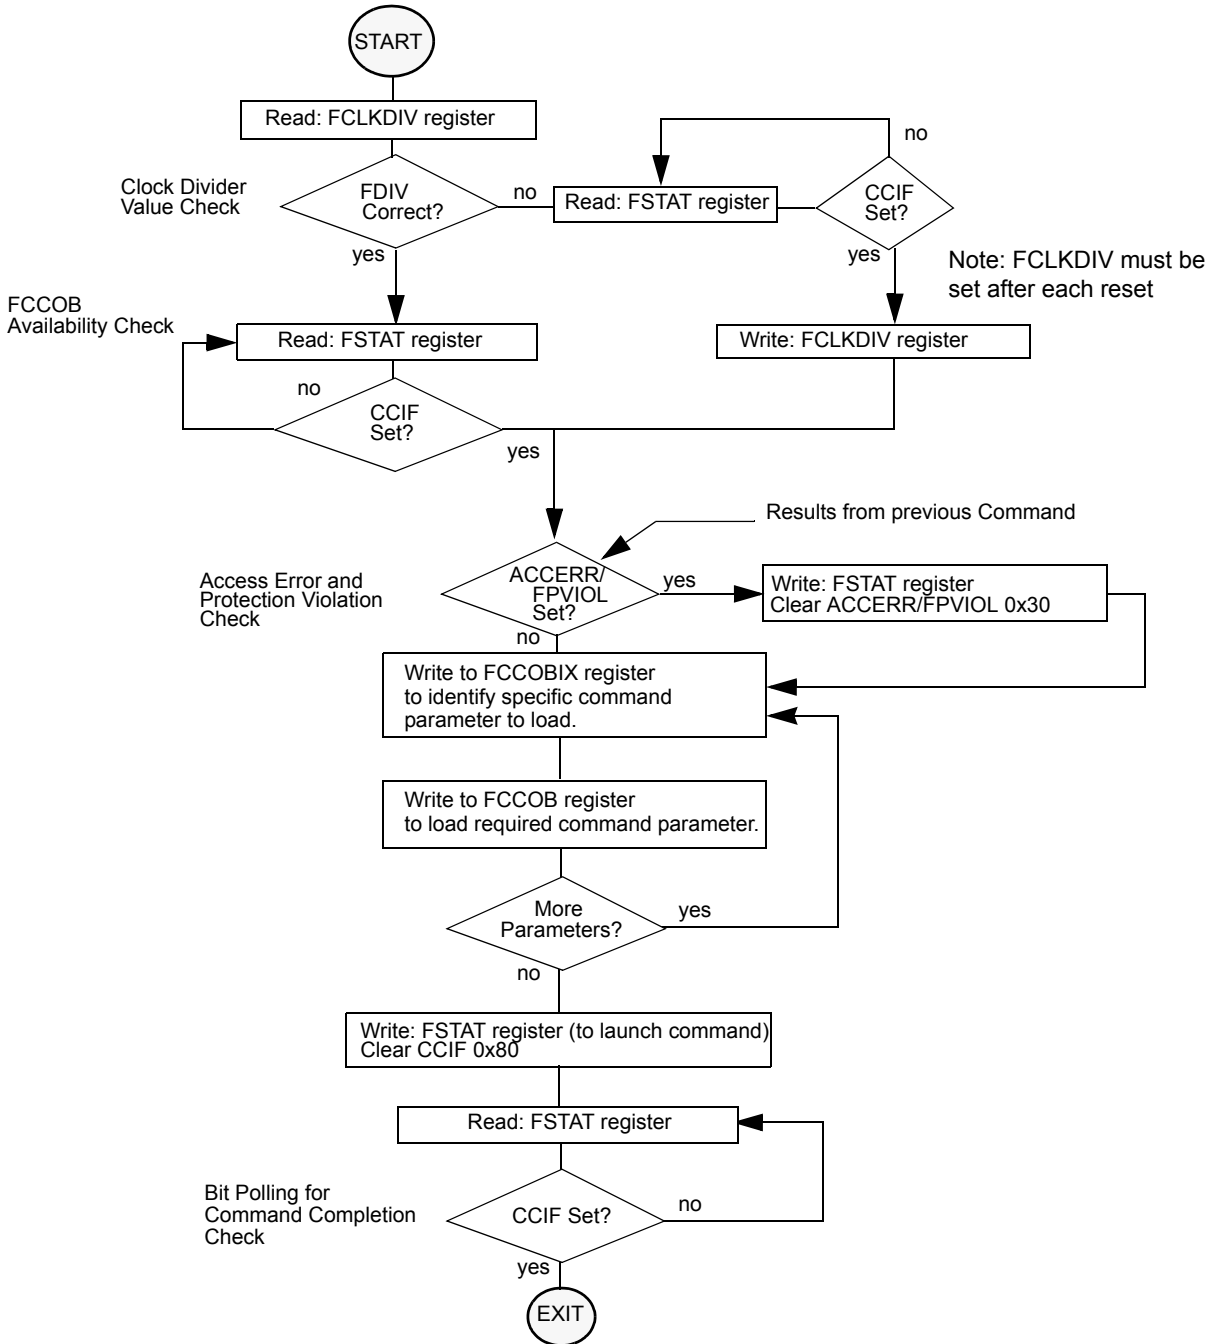 START
Read: FCLKDIV register
Clock Divider
Value Check
FDIV
Correct?
no
Read: FSTAT register
CCIF
Set?
no
yes
yes
Note: FCLKDIV must be
set after each reset
FCCOB
Availability Check
Read: FSTAT register
Write: FCLKDIV register
no
CCIF
Set?
yes
Results from previous Command
Access Error and
Protection Violation
Check
ACCERR/
FPVIOL
Set?
yes
Write: FSTAT register
Clear ACCERR/FPVIOL 0x30
no
Write to FCCOBIX register
to identify specific command
parameter to load.
Write to FCCOB register
to load required command parameter.
More
Parameters?
yes
no
Write: FSTAT register (to launch command)
Clear CCIF 0x80
Read: FSTAT register
Bit Polling for
Command Completion
Check
CCIF Set?
no
yes
EXIT